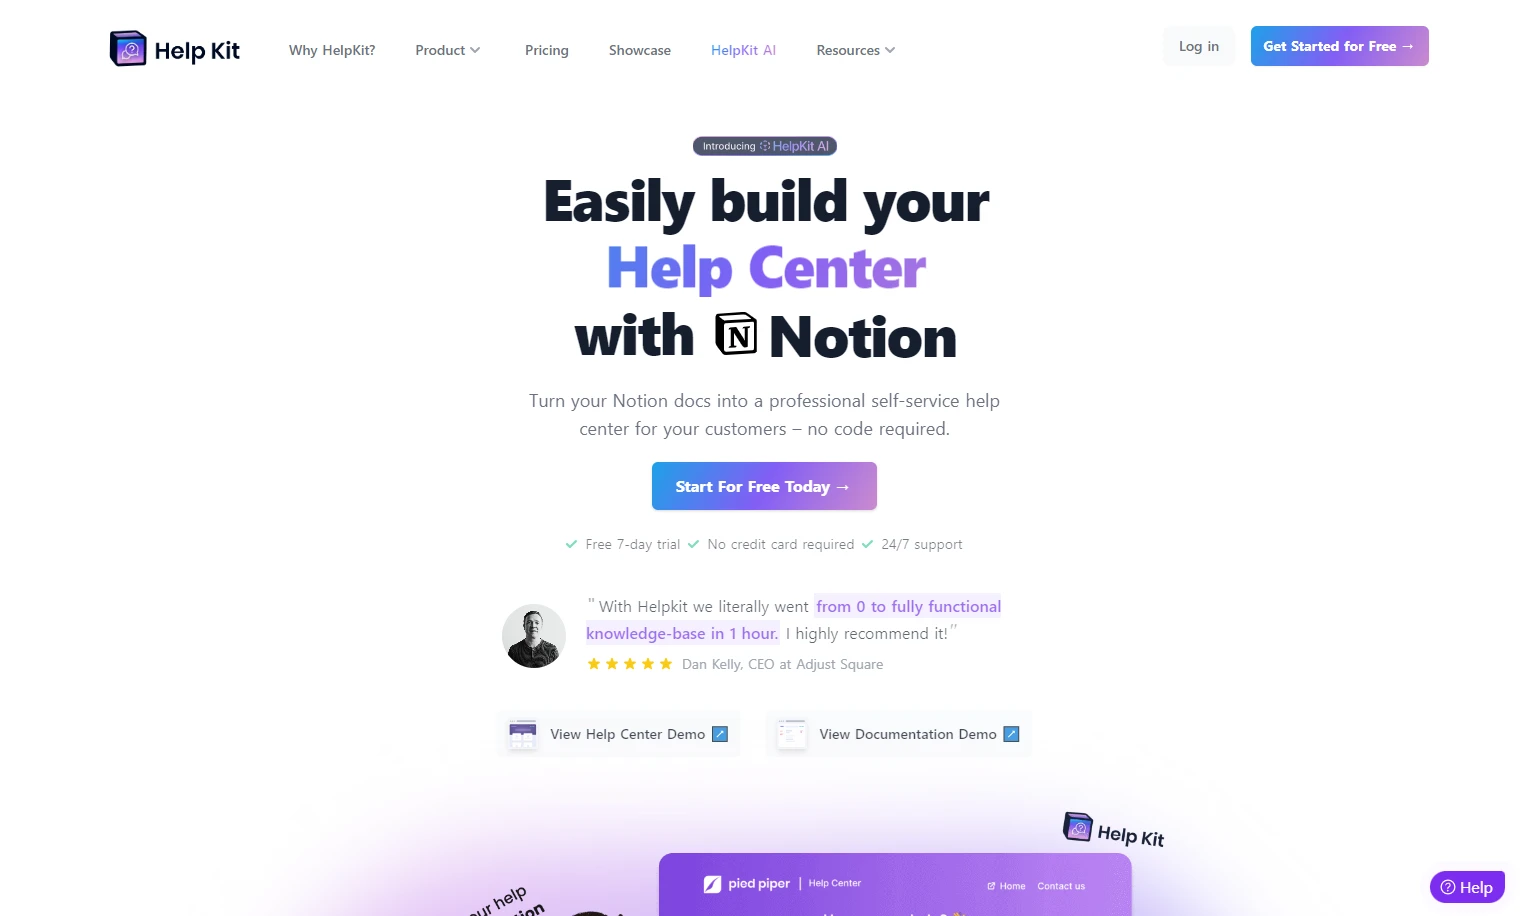 Help Kit
Why HelpKit?
Product
Pricing
Showcase
HelpKit AI
Resources
Log in
Get Started for Free →
Introducing HelpKit AI
Easily build your
Help Center
with N Notion
Turn your Notion docs into a professional self-service help
center for your customers – no code required.
Start For Free Today →
Free 7-day trial
No credit card required
24/7 support
"With Helpkit we literally went from 0 to fully functional
knowledge-base in 1 hour. I highly recommend it!"
Dan Kelly, CEO at Adjust Square
View Help Center Demo
View Documentation Demo
Help Kit
pied piper | Help Center
Home
Contact us
our help
Help